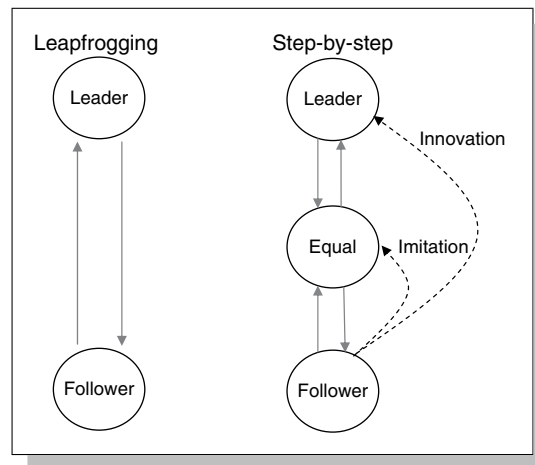 Leapfrogging
Leader
Follower
Step-by-step
Leader
Innovation
Equal
Imitation
Follower